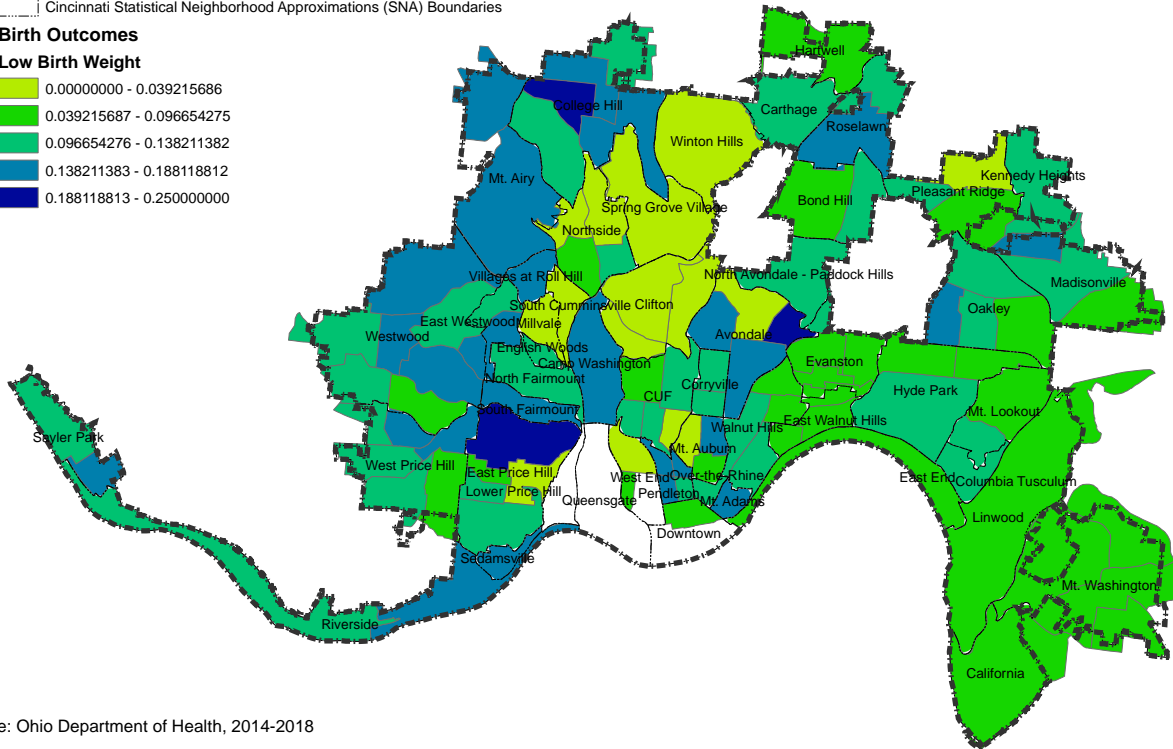 Cincinnati Statistical Neighborhood Approximations (SNA) Boundaries
Birth Outcomes
Low Birth Weight
0.00000000 - 0.039215686
0.039215687 - 0.096654275
0.096654276 - 0.138211382
0.138211383 - 0.188118812
0.188118813 - 0.250000000
Hartwell
College Hill
Carthage
Roselawn
Winton Hills
Mt. Airy
Kennedy Heights
Pleasant Ridge
Bond Hill
Spring Grove Village
Northside
Villages at Roll Hill
North Avondale - Paddock Hills
Madisonville
South Cumminsville
Clifton
Oakley
East Westwood
Millvale
Westwood
Avondale
English Woods
Camp Washington
Evanston
North Fairmount
Corryville
Hyde Park
CUF
South Fairmount
Mt. Lookout
East Walnut Hills
Walnut Hills
Sayler Park
Mt. Auburn
West Price Hill
East Price Hill
West End
Over-the-Rhine
East End
Columbia Tusculum
Lower Price Hill
Pendleton
Queensgate
Mt. Adams
Linwood
Downtown
Sedamsville
Mt. Washington
Riverside
California
e: Ohio Department of Health, 2014-2018